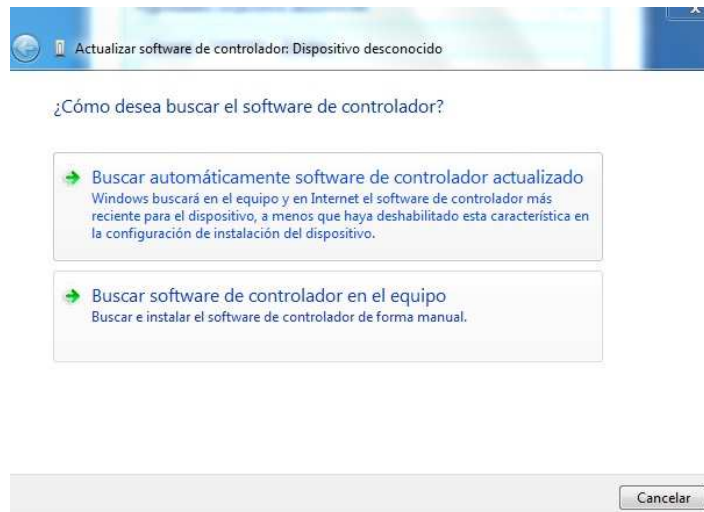 Actualizar software de controlador: Dispositivo desconocido
¿Cómo desea buscar el software de controlador?
Buscar automáticamente software de controlador actualizado
Windows buscará en el equipo y en Internet el software de controlador más
reciente para el dispositivo, a menos que haya deshabilitado esta característica en
la configuración de instalación del dispositivo.
Buscar software de controlador en el equipo
Buscar e instalar el software de controlador de forma manual.
Cancelar